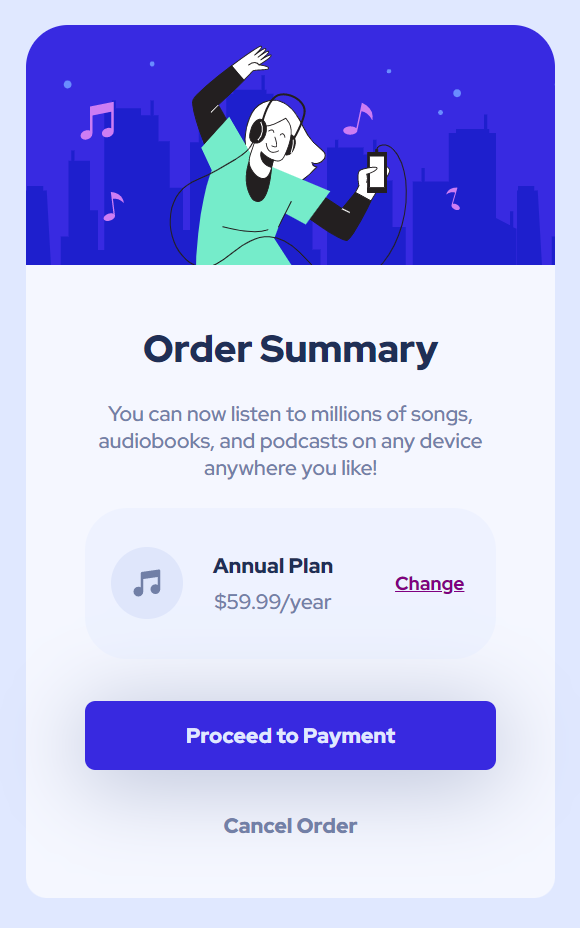 Order Summary
You can now listen to millions of songs,
audiobooks, and podcasts on any device
anywhere you like!
Annual Plan
$59.99/year
Change
Proceed to Payment
Cancel Order